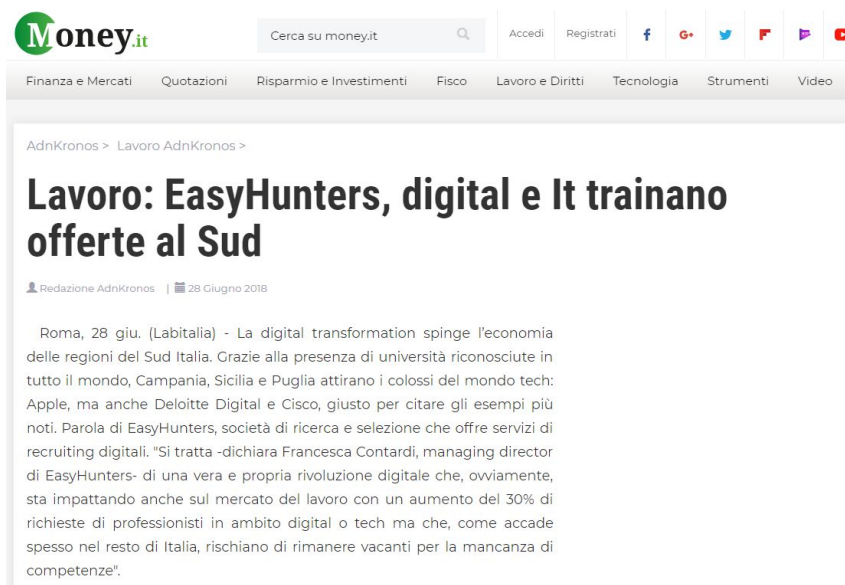 Money.it
Cerca su money.it
Accedi
Registrati
Finanza e Mercati
Quotazioni
Risparmio e Investimenti
Fisco
Lavoro e Diritti
Tecnologia
Strumenti
Video
AdnKronos > Lavoro AdnKronos >
Lavoro: EasyHunters, digital e It trainano
offerte al Sud
Redazione AdnKronos | 28 Giugno 2018
Roma, 28 giu. (Labitalia) - La digital transformation spinge l'economia
delle regioni del Sud Italia. Grazie alla presenza di università riconosciute in
tutto il mondo, Campania, Sicilia e Puglia attirano i colossi del mondo tech:
Apple, ma anche Deloitte Digital e Cisco, giusto per citare gli esempi più
noti. Parola di EasyHunters, società di ricerca e selezione che offre servizi di
recruiting digitali. "Si tratta -dichiara Francesca Contardi, managing director
di EasyHunters- di una vera e propria rivoluzione digitale che, ovviamente,
sta impattando anche sul mercato del lavoro con un aumento del 30% di
richieste di professionisti in ambito digital o tech ma che, come accade
spesso nel resto di Italia, rischiano di rimanere vacanti per la mancanza di
competenze".